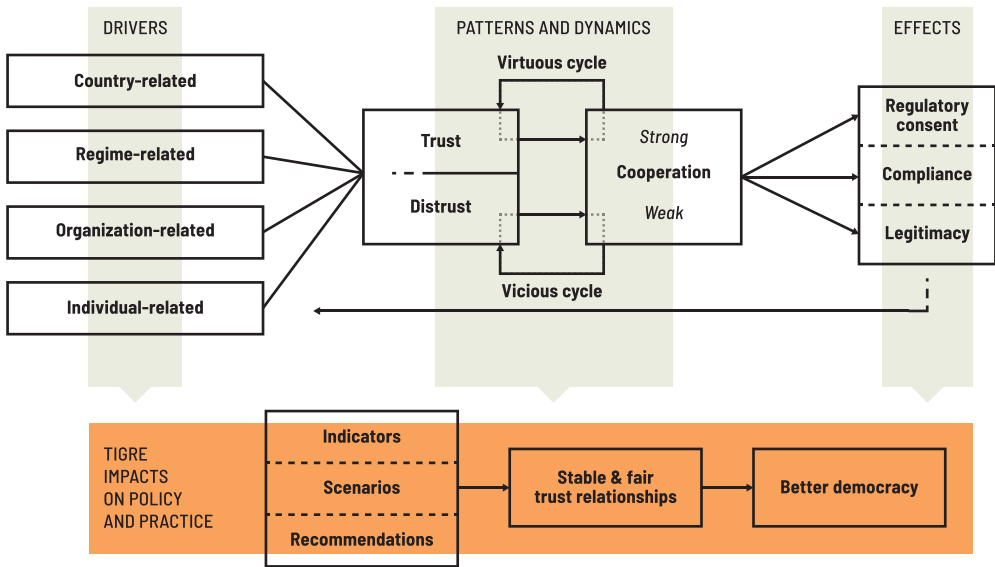 DRIVERS
PATTERNS AND DYNAMICS
EFFECTS
Country-related
Regime-related
Organization-related
Individual-related
Virtuous cycle
Trust
Distrust
Strong
Cooperation
Weak
Vicious cycle
Regulatory
consent
Compliance
Legitimacy
TIGRE
IMPACTS
ON POLICY
AND PRACTICE
Indicators
Scenarios
Recommendations
Stable & fair
trust relationships
Better democracy